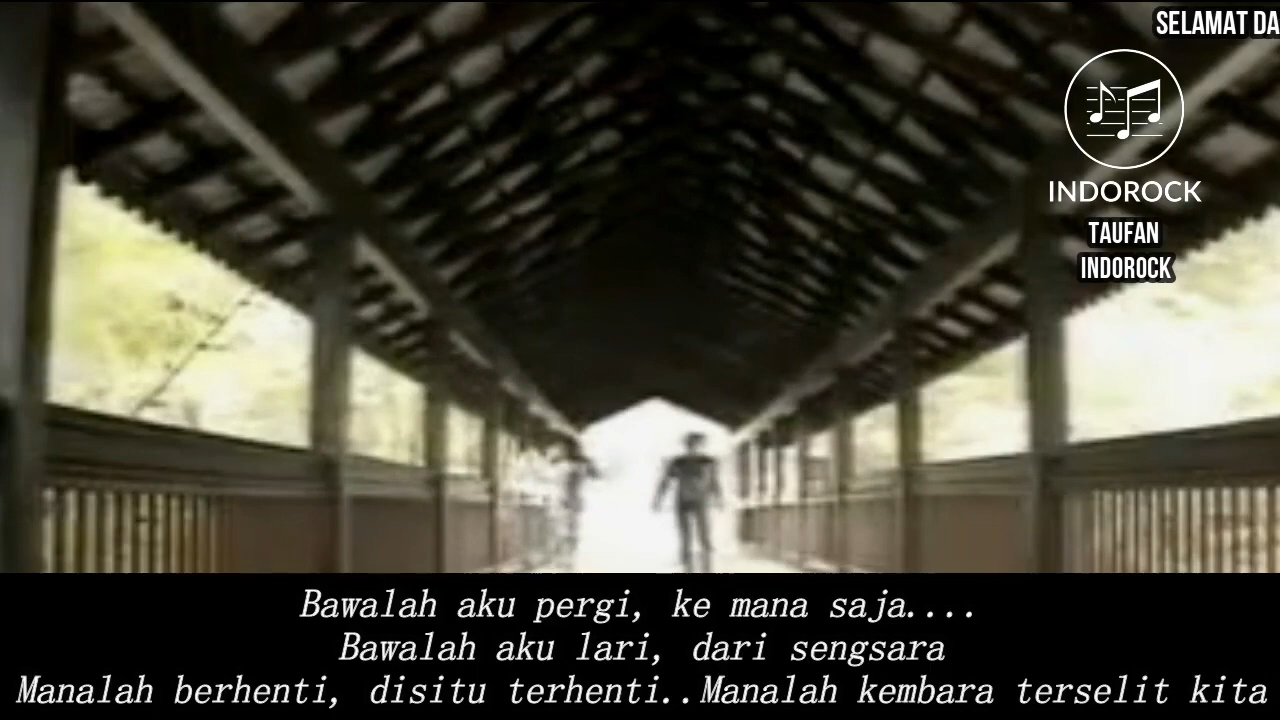 SELAMAT DA
INDOROCK
TAUFAN
INDOROCK
Bawalah aku pergi, ke mana saja....
Bawalah aku lari, dari sengsara
Manalah berhenti, disitu terhenti..Manalah kembara terselit kita